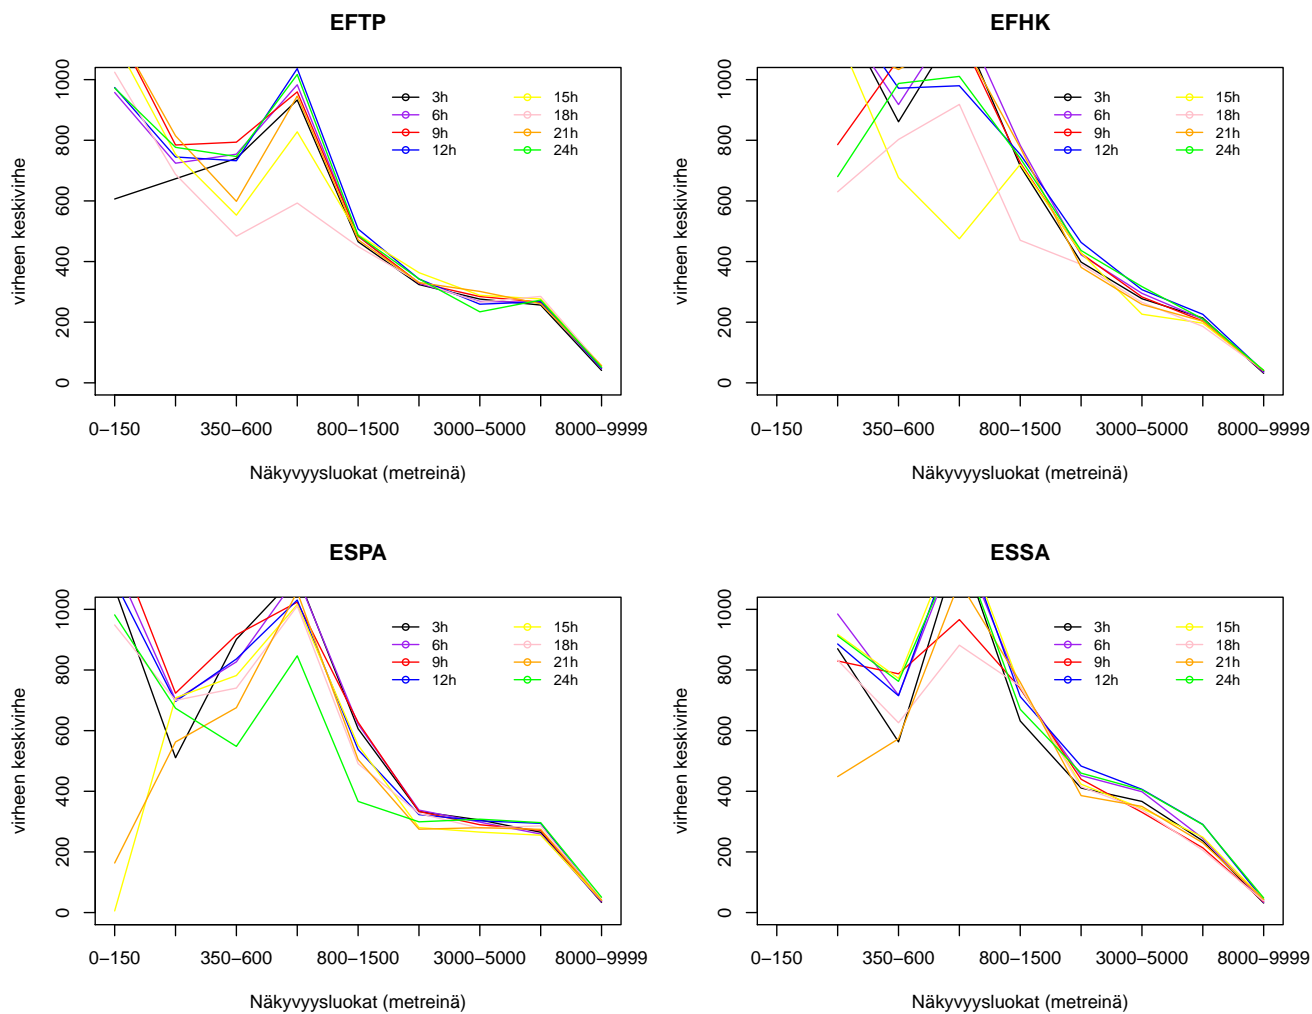 EFTP
virheen keskivirhe
0 200 400 600 800 1000
3h 15h
6h 18h
9h 21h
12h 24h
0−150 350−600 800−1500 3000−5000 8000−9999
Näkyvyysluokat (metreinä)
EFHK
virheen keskivirhe
0 200 400 600 800 1000
3h 15h
6h 18h
9h 21h
12h 24h
0−150 350−600 800−1500 3000−5000 8000−9999
Näkyvyysluokat (metreinä)
ESPA
virheen keskivirhe
0 200 400 600 800 1000
3h 15h
6h 18h
9h 21h
12h 24h
0−150 350−600 800−1500 3000−5000 8000−9999
Näkyvyysluokat (metreinä)
ESSA
virheen keskivirhe
0 200 400 600 800 1000
3h 15h
6h 18h
9h 21h
12h 24h
0−150 350−600 800−1500 3000−5000 8000−9999
Näkyvyysluokat (metreinä)